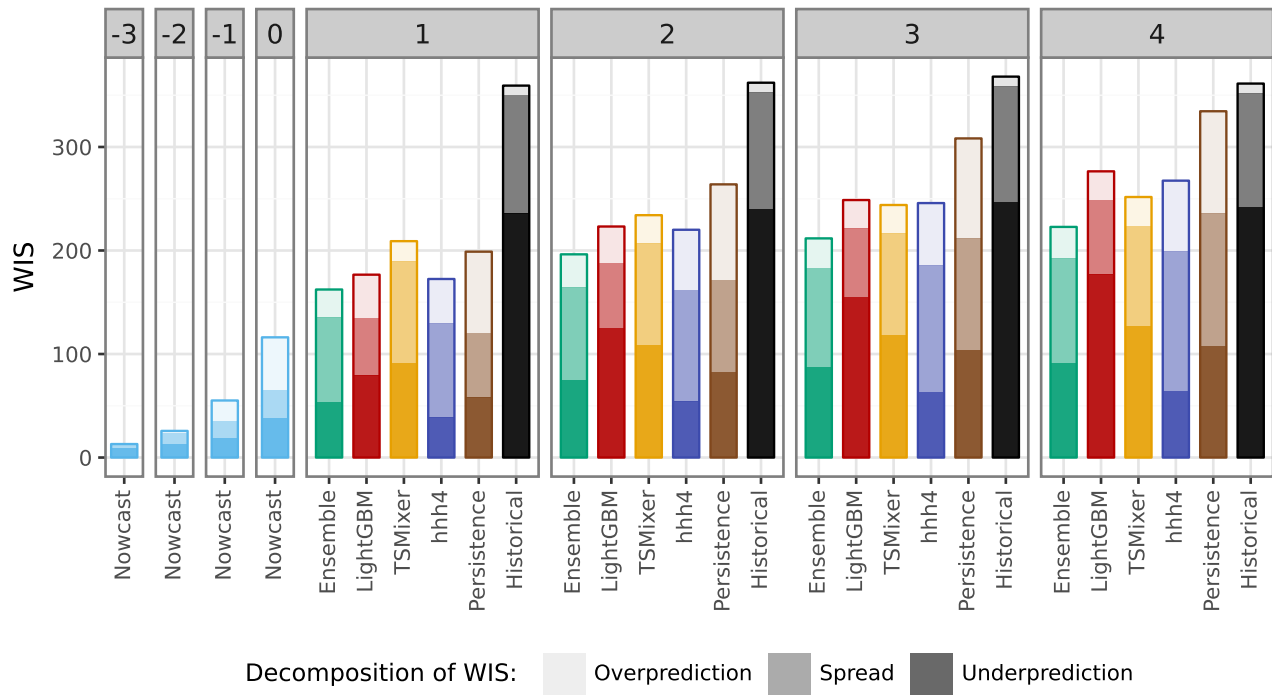 -3 -2 -1 0 1 2 3 4
WIS
300
200
100
0
Nowcast Nowcast Nowcast Nowcast Ensemble LightGBM TSMixer hhh4 Persistence Historical Ensemble LightGBM TSMixer hhh4 Persistence Historical Ensemble LightGBM TSMixer hhh4 Persistence Historical Ensemble LightGBM TSMixer hhh4 Persistence Historical
Decomposition of WIS: Overprediction Spread Underprediction